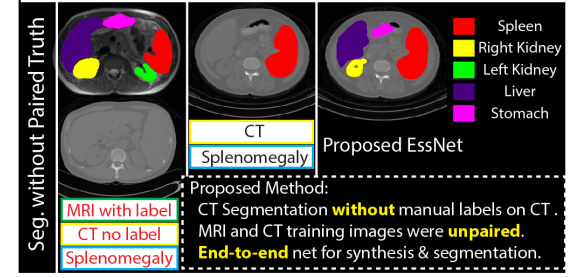 Seg. without Paired Truth
MRI with label
CT no label
Splenomegaly
CT
Splenomegaly
Proposed EssNet
Spleen
Right Kidney
Left Kidney
Liver
Stomach
Proposed Method:
CT Segmentation without manual labels on CT .
MRI and CT training images were unpaired.
End-to-end net for synthesis & segmentation.